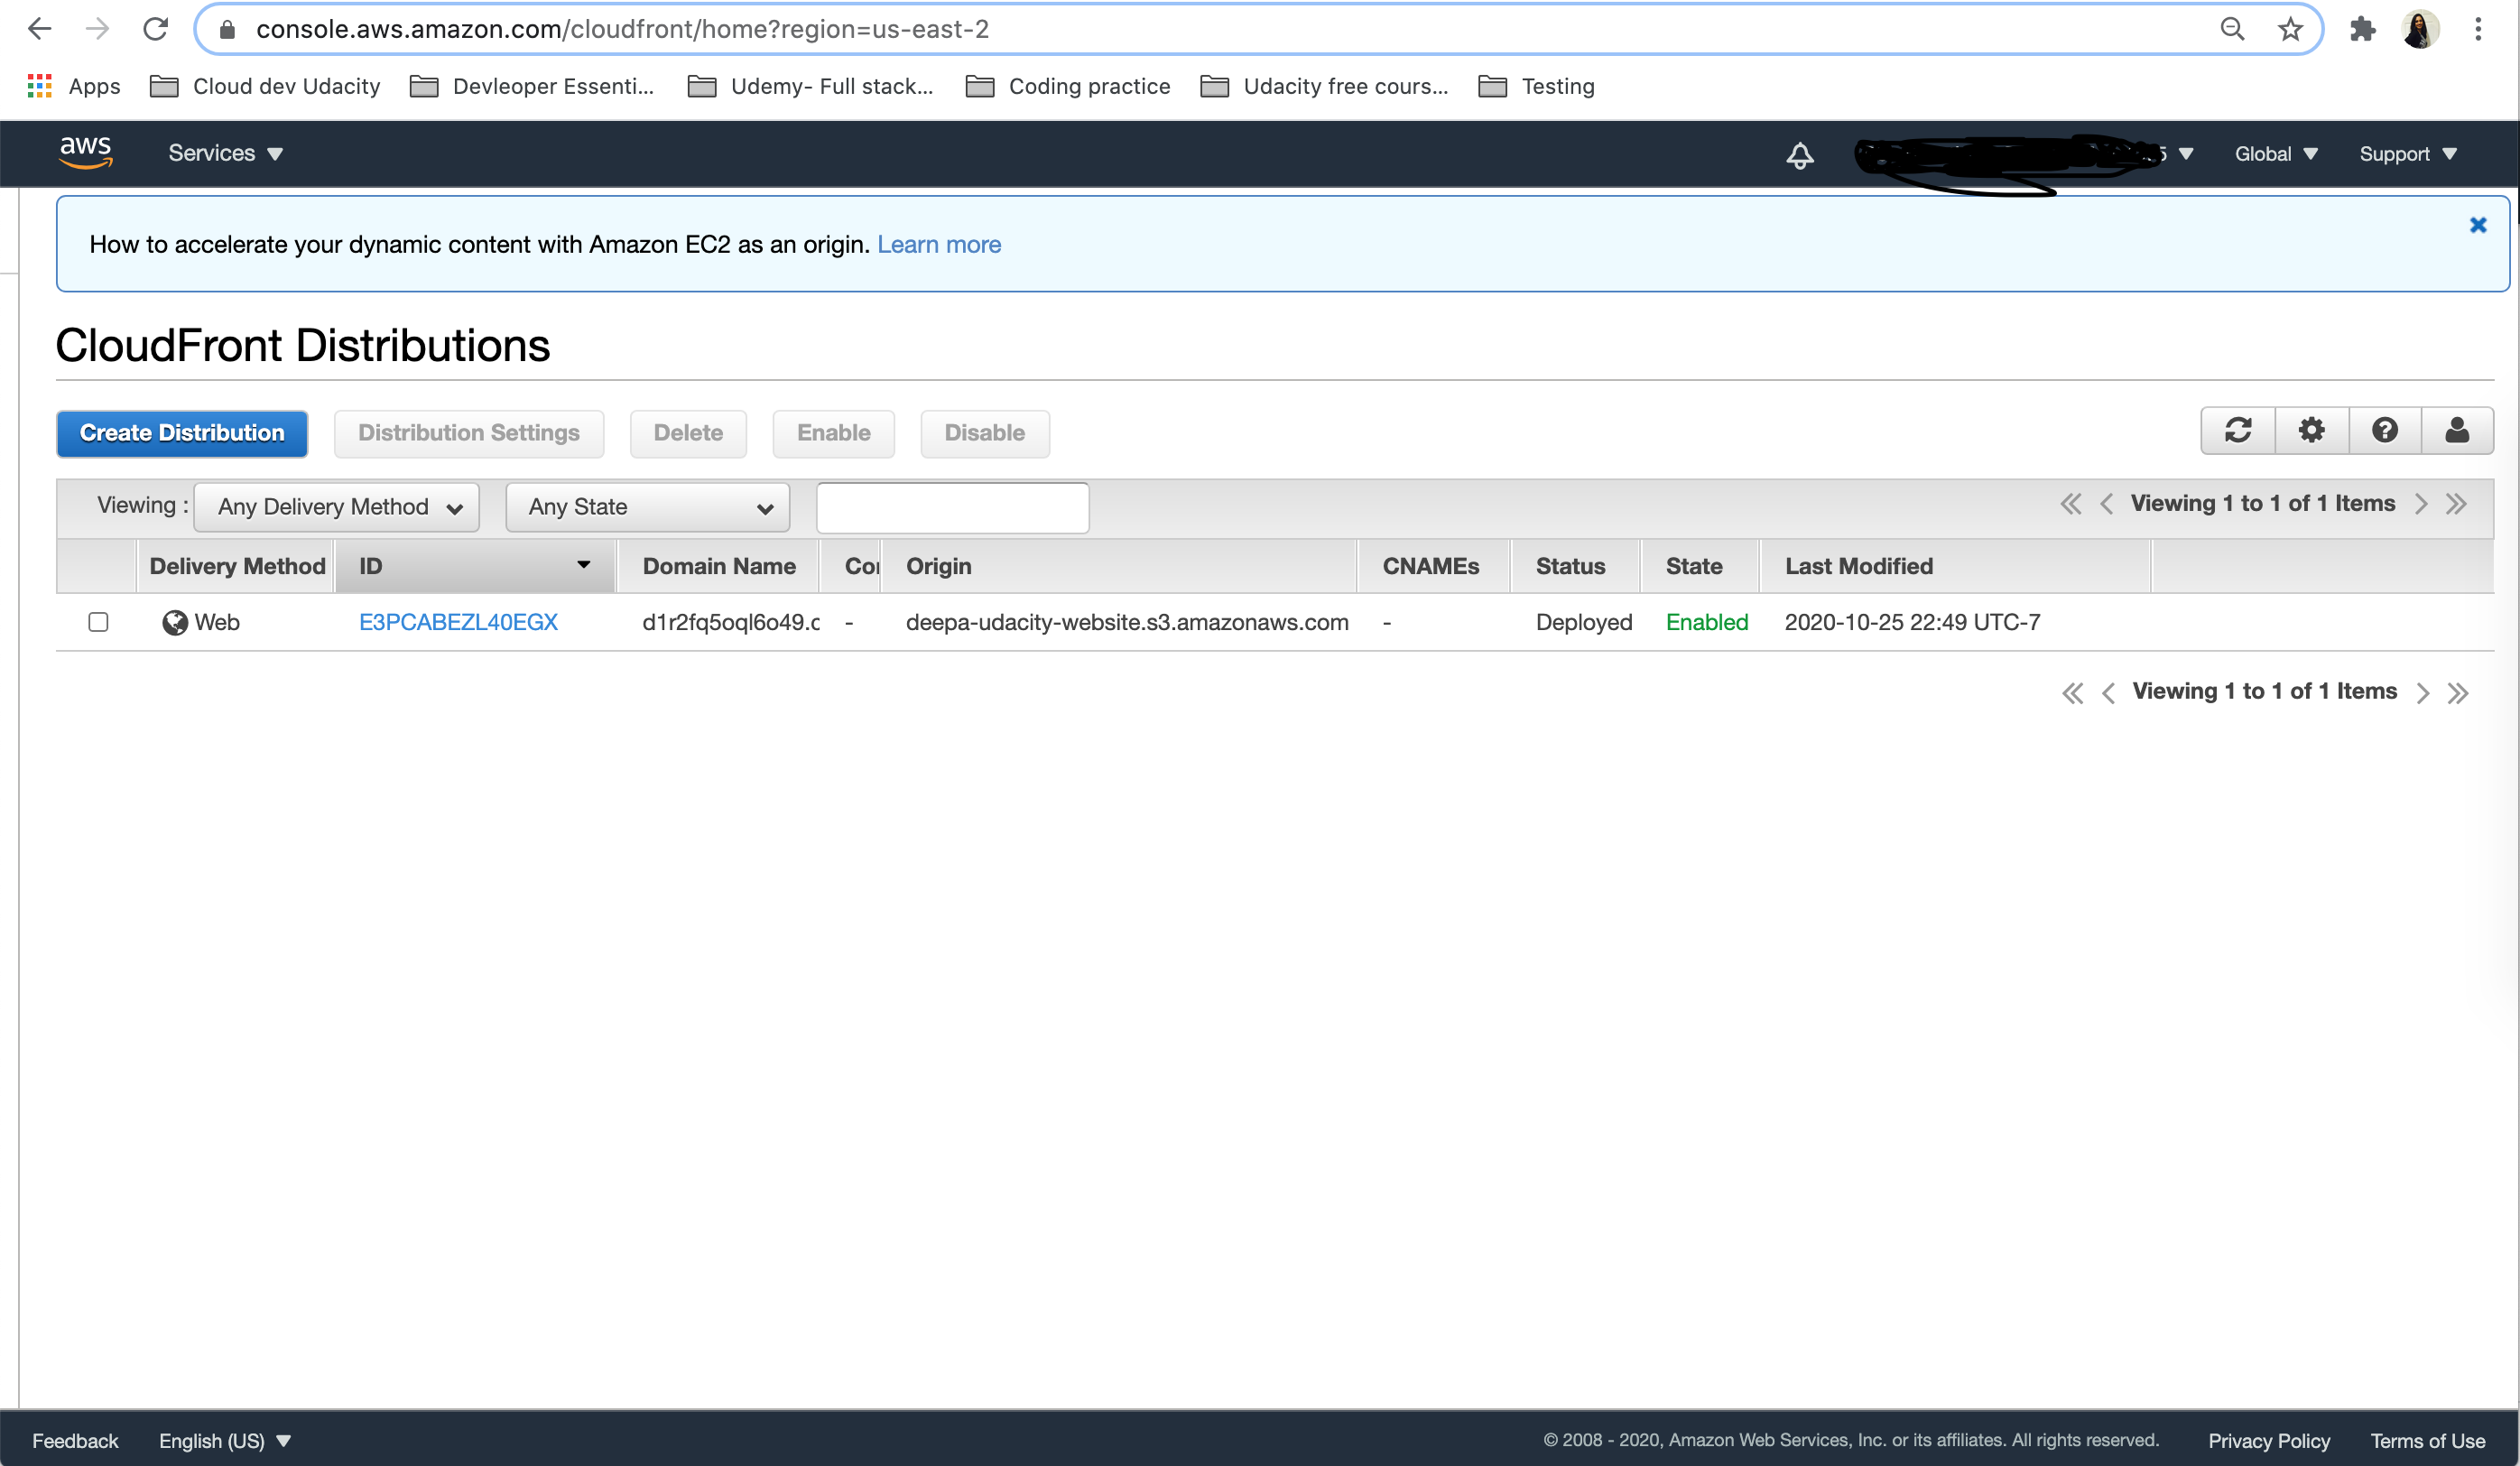 console.aws.amazon.com/cloudfront/home?region=us-east-2
Apps Cloud dev Udacity Devleoper Essenti... Udemy- Full stack... Coding practice Udacity free cours... Testing
aws Services 5 Global Support
How to accelerate your dynamic content with Amazon EC2 as an origin. Learn more
CloudFront Distributions
Create Distribution Distribution Settings Delete Enable Disable
Viewing : Any Delivery Method Any State Viewing 1 to 1 of 1 Items
Delivery Method ID Domain Name Co Origin CNAMEs Status State Last Modified
Web E3PCABEZL40EGX d1r2fq5oql6o49.c - deepa-udacity-website.s3.amazonaws.com - Deployed Enabled 2020-10-25 22:49 UTC-7
Viewing 1 to 1 of 1 Items
Feedback English (US) © 2008 - 2020, Amazon Web Services, Inc. or its affiliates. All rights reserved. Privacy Policy Terms of Use